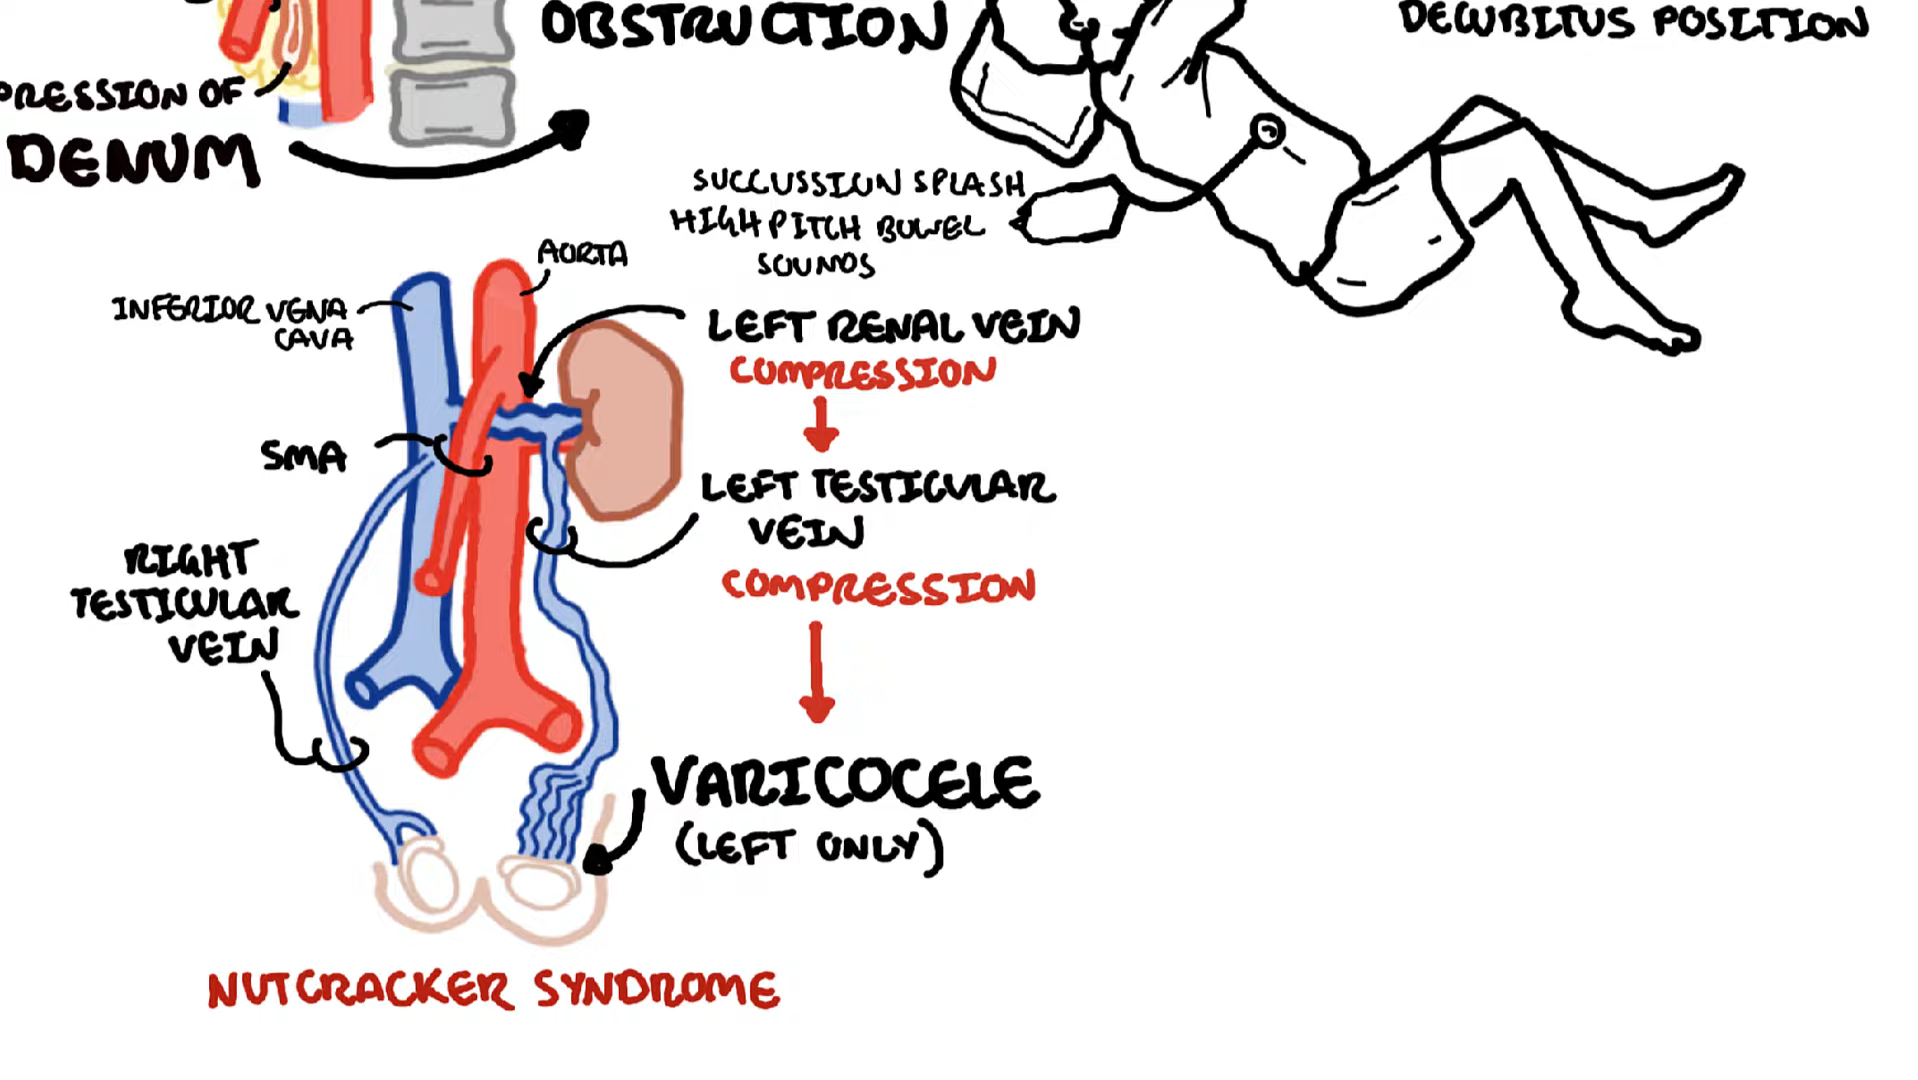 OBSTRUCTION
DECUBITUS POSITION
PRESSION OF
DENUM
SUCCUSSION SPLASH
HIGH PITCH BOWEL
SOUNDS
AORTA
INFERIOR VENA
CAVA
LEFT RENAL VEIN
COMPRESSION
SMA
LEFT TESTICULAR
VEIN
COMPRESSION
RIGHT
TESTICULAR
VEIN
VARICOCELE
(LEFT ONLY)
NUTCRACKER SYNDROME